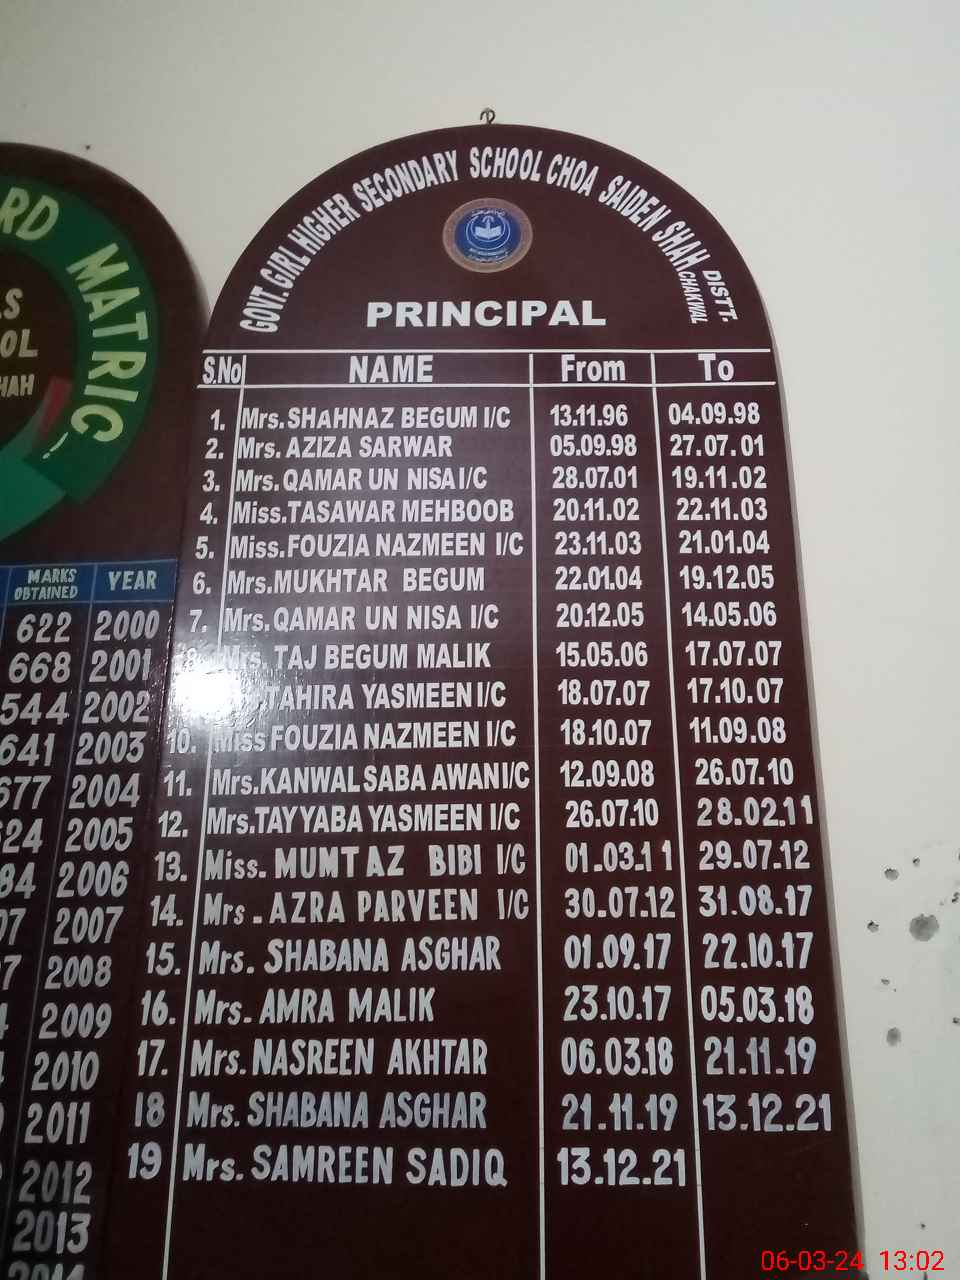 GOVT. GIRL HIGHER SECONDARY SCHOOL CHOA SAIDEN SHAH. DISTT. CHAKWAL
PRINCIPAL
S.No NAME From To
1. Mrs. SHAHNAZ BEGUM I/C 13.11.96 04.09.98
2. Mrs. AZIZA SARWAR 05.09.98 27.07.01
3. Mrs. QAMAR UN NISA I/C 28.07.01 19.11.02
4. Miss. TASAWAR MEHBOOB 20.11.02 22.11.03
5. Miss. FOUZIA NAZMEEN I/C 23.11.03 21.01.04
6. Mrs. MUKHTAR BEGUM 22.01.04 19.12.05
7. Mrs. QAMAR UN NISA I/C 20.12.05 14.05.06
8. Mrs. TAJ BEGUM MALIK 15.05.06 17.07.07
TAHIRA YASMEEN I/C 18.07.07 17.10.07
10. Miss FOUZIA NAZMEEN I/C 18.10.07 11.09.08
11. Mrs. KANWAL SABA AWAN I/C 12.09.08 26.07.10
12. Mrs. TAYYABA YASMEEN I/C 26.07.10 28.02.11
13. Miss. MUMTAZ BIBI I/C 01.03.11 29.07.12
14. Mrs. AZRA PARVEEN I/C 30.07.12 31.08.17
15. Mrs. SHABANA ASGHAR 01.09.17 22.10.17
16. Mrs. AMRA MALIK 23.10.17 05.03.18
17. Mrs. NASREEN AKHTAR 06.03.18 21.11.19
18 Mrs. SHABANA ASGHAR 21.11.19 13.12.21
19 Mrs. SAMREEN SADIQ 13.12.21
MATRIC
MARKS OBTAINED YEAR
622 2000
668 2001
544 2002
641 2003
677 2004
2005
2006
2007
2008
2009
2010
2011
2012
2013
06-03-24 13:02